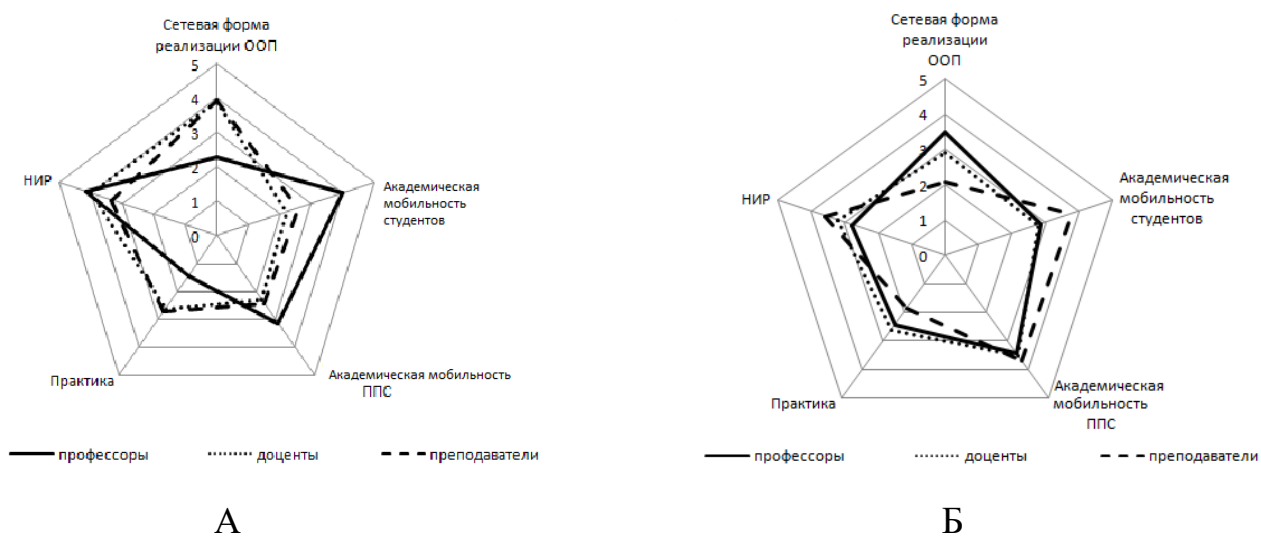 Сетевая форма
реализации ООП
5
4
3
2
1
0
НИР
Академическая
мобильность
студентов
Практика
Академическая мобильность
ППС
профессоры доценты преподаватели
А
Сетевая форма
реализации
ООП
5
4
3
2
1
0
НИР
Академическая
мобильность
студентов
Практика
Академическая
мобильность
ППС
профессоры доценты преподаватели
Б